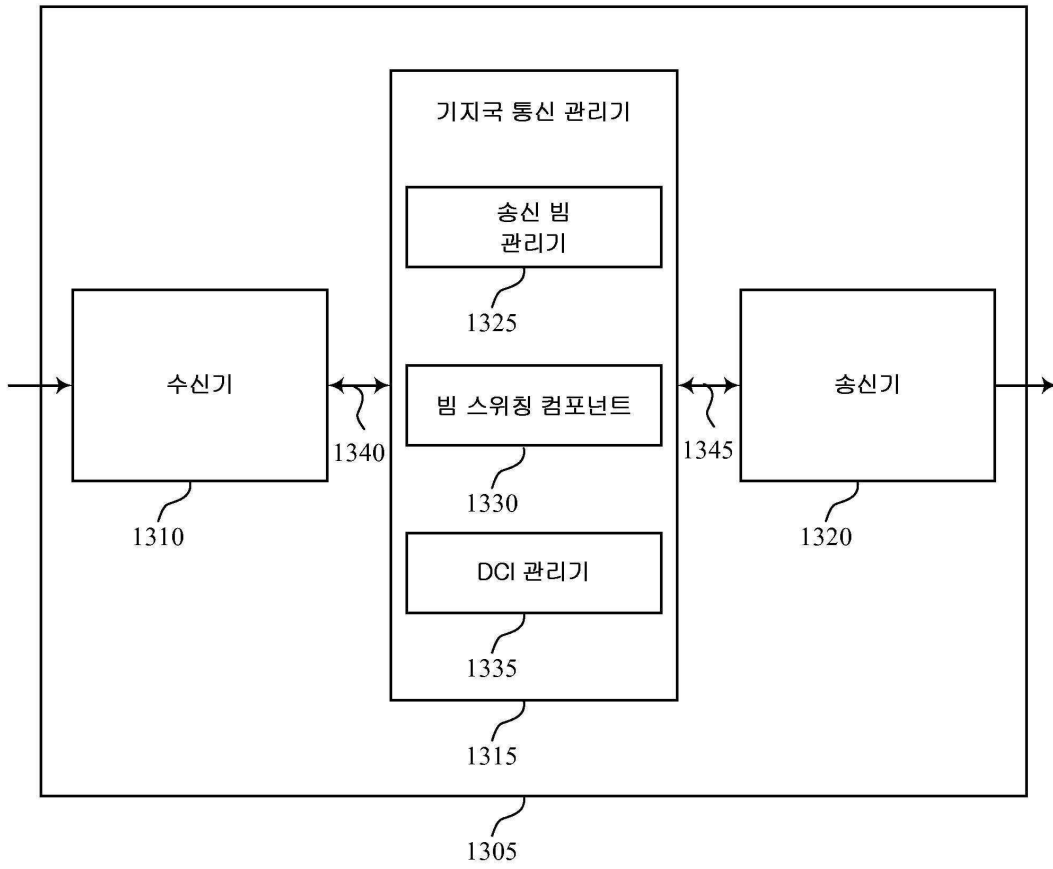 기지국 통신 관리기
송신 빔
관리기
1325
수신기
1310
1340
빔 스위칭 컴포넌트
1330
1345
송신기
1320
DCI 관리기
1335
1315
1305